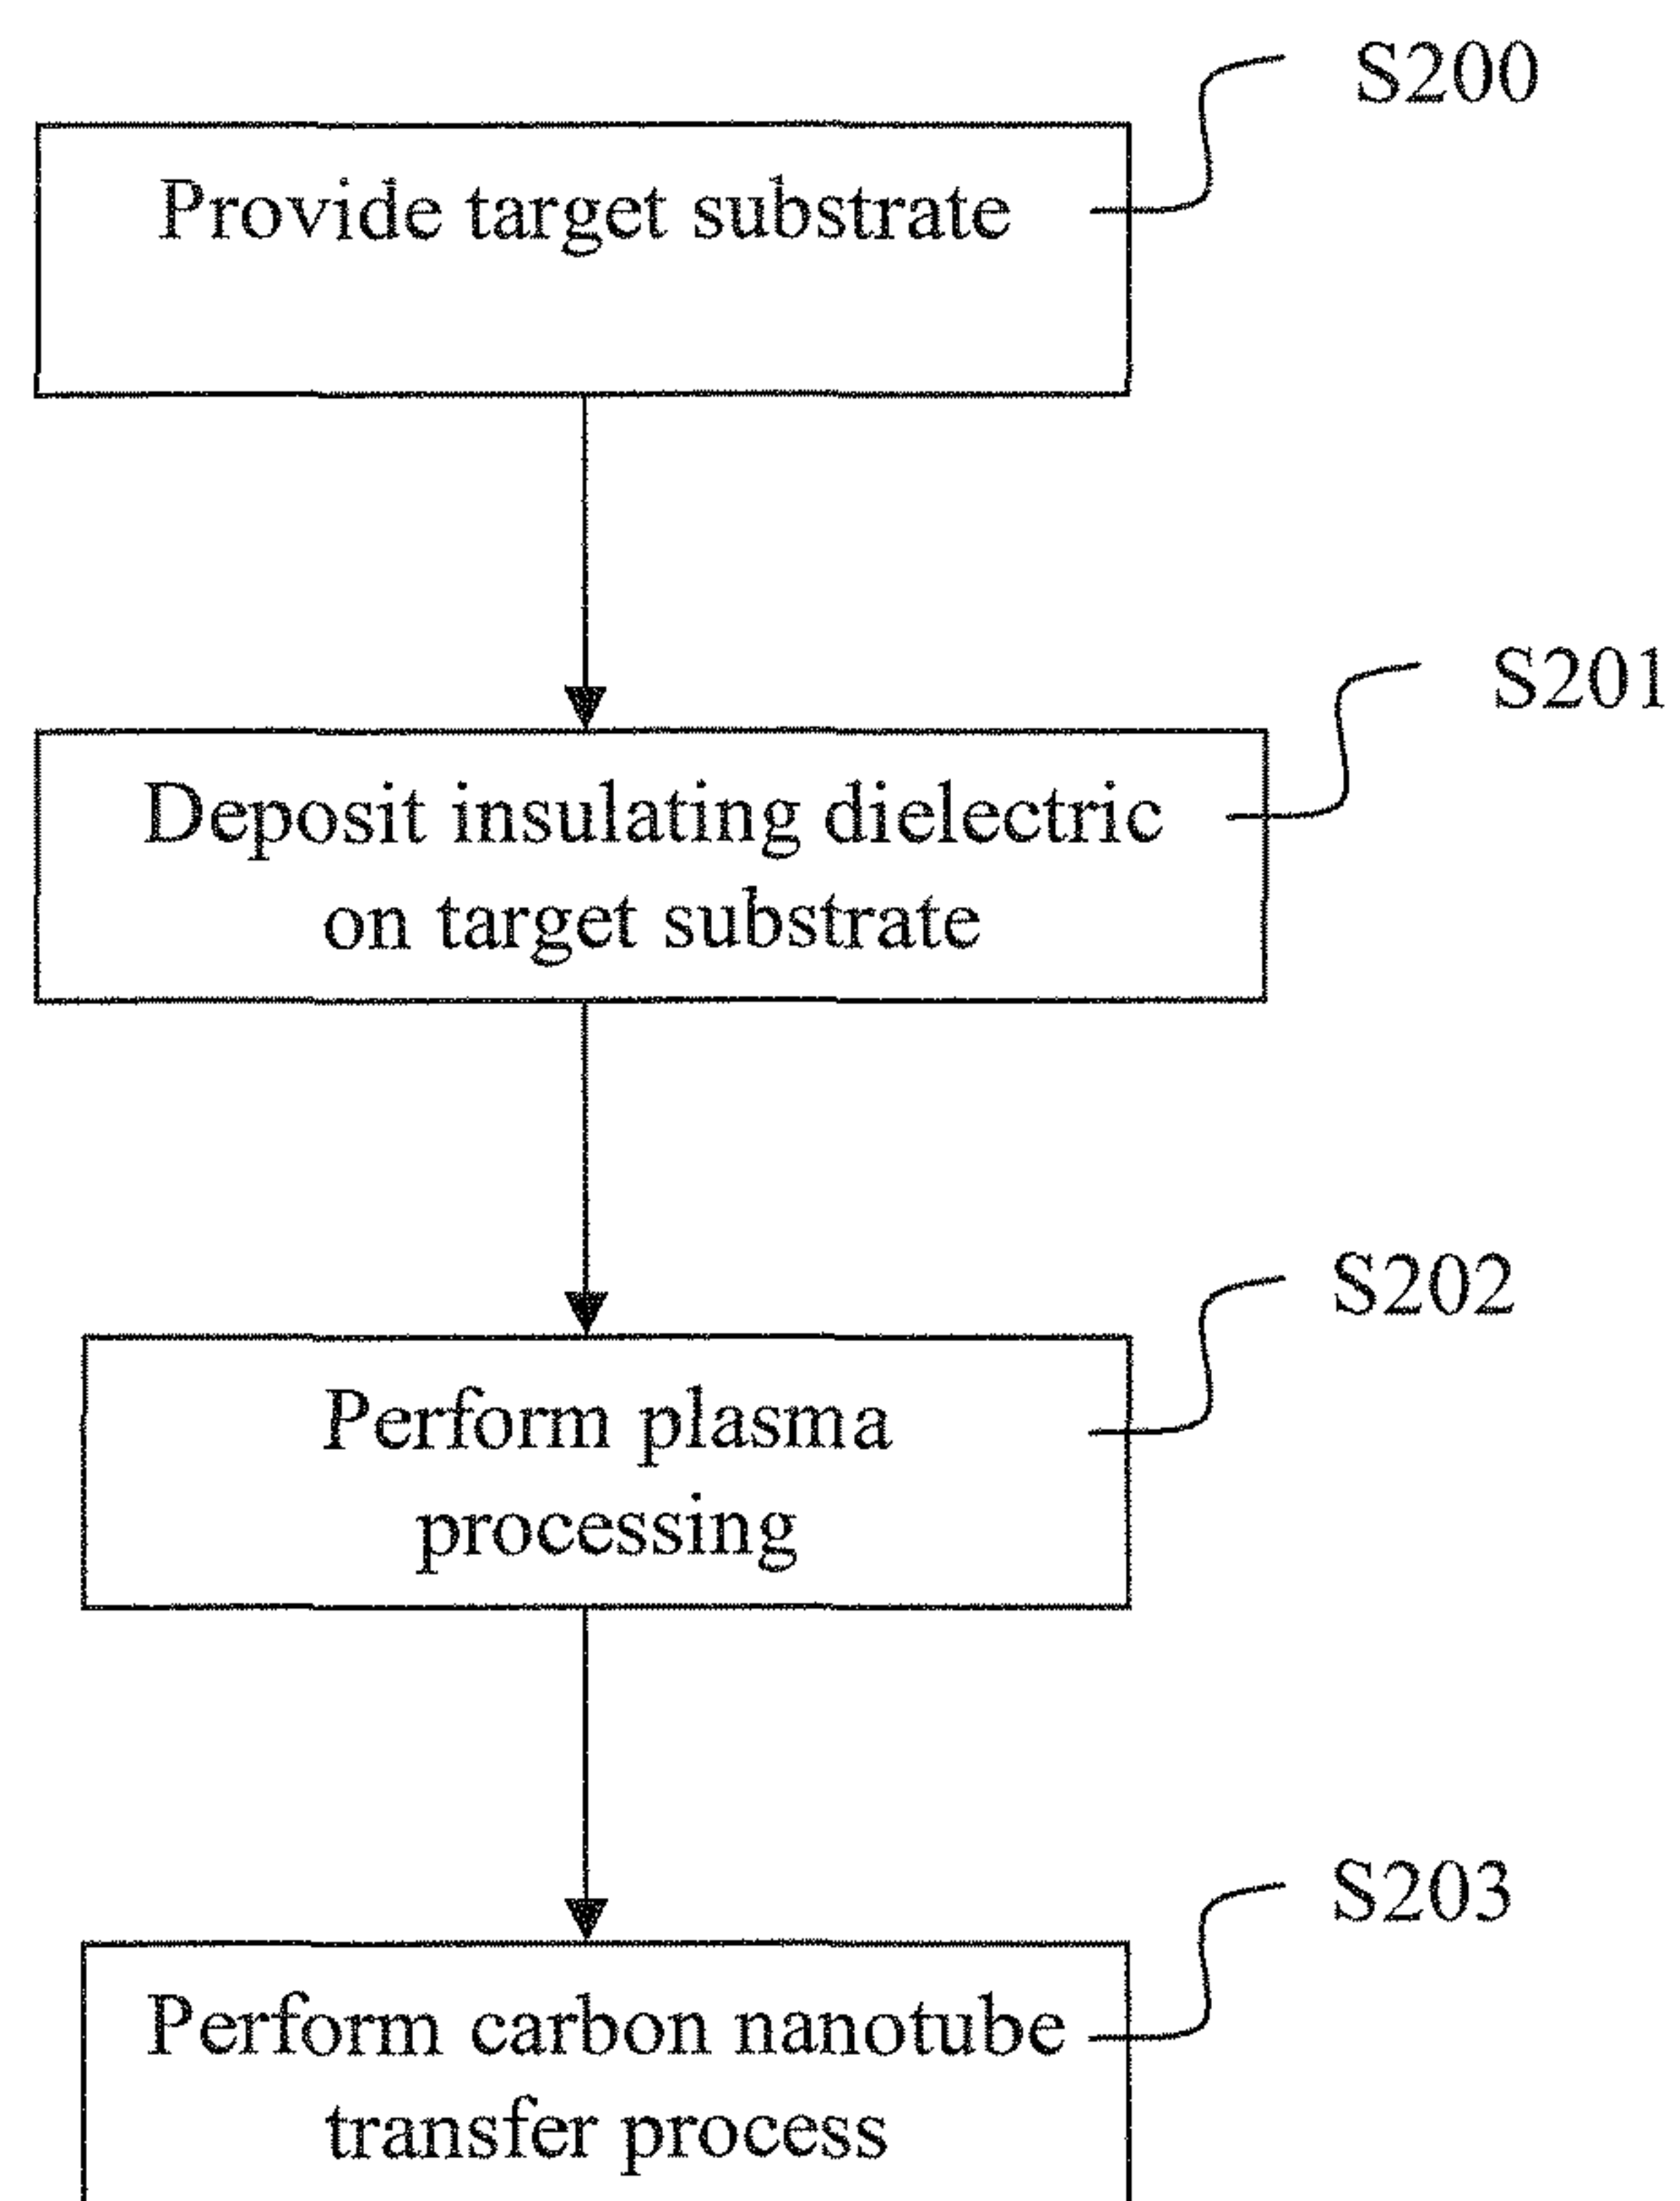 S200
Provide target substrate
S201
Deposit insulating dielectric
on target substrate
S202
Perform plasma
processing
S203
Perform carbon nanotube
transfer process